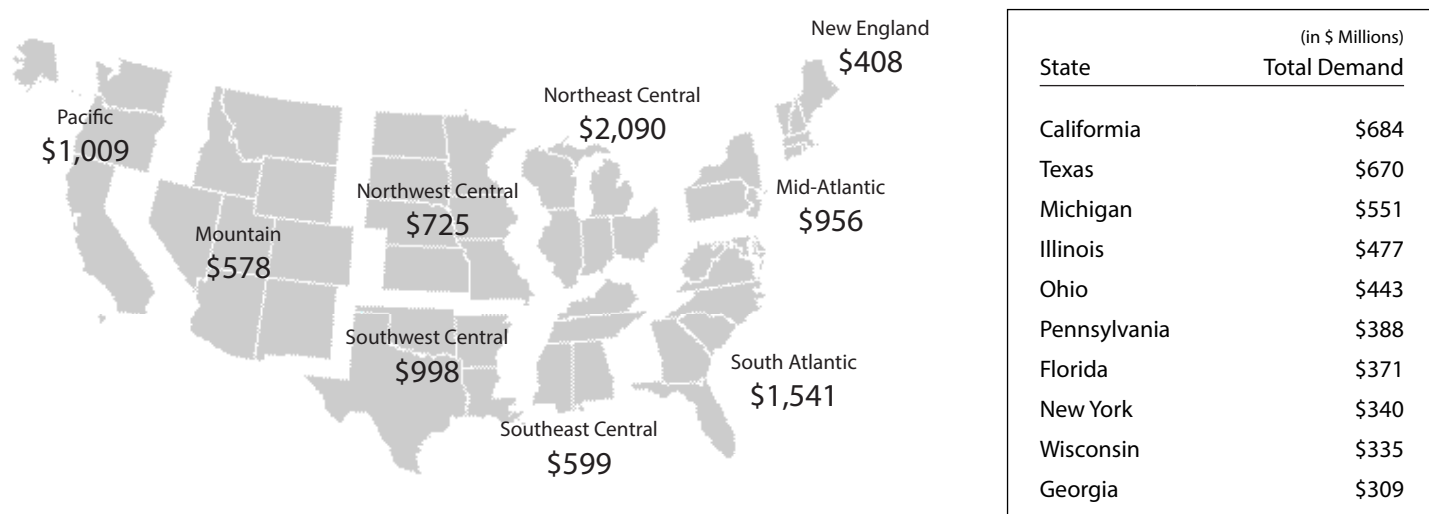 New England
$408
Northeast Central
$2,090
Pacific
$1,009
Northwest Central
$725
Mid-Atlantic
$956
Mountain
$578
Southwest Central
$998
South Atlantic
$1,541
Southeast Central
$599
(in $ Millions)
State Total Demand
Califormia $684
Texas $670
Michigan $551
Illinois $477
Ohio $443
Pennsylvania $388
Florida $371
New York $340
Wisconsin $335
Georgia $309